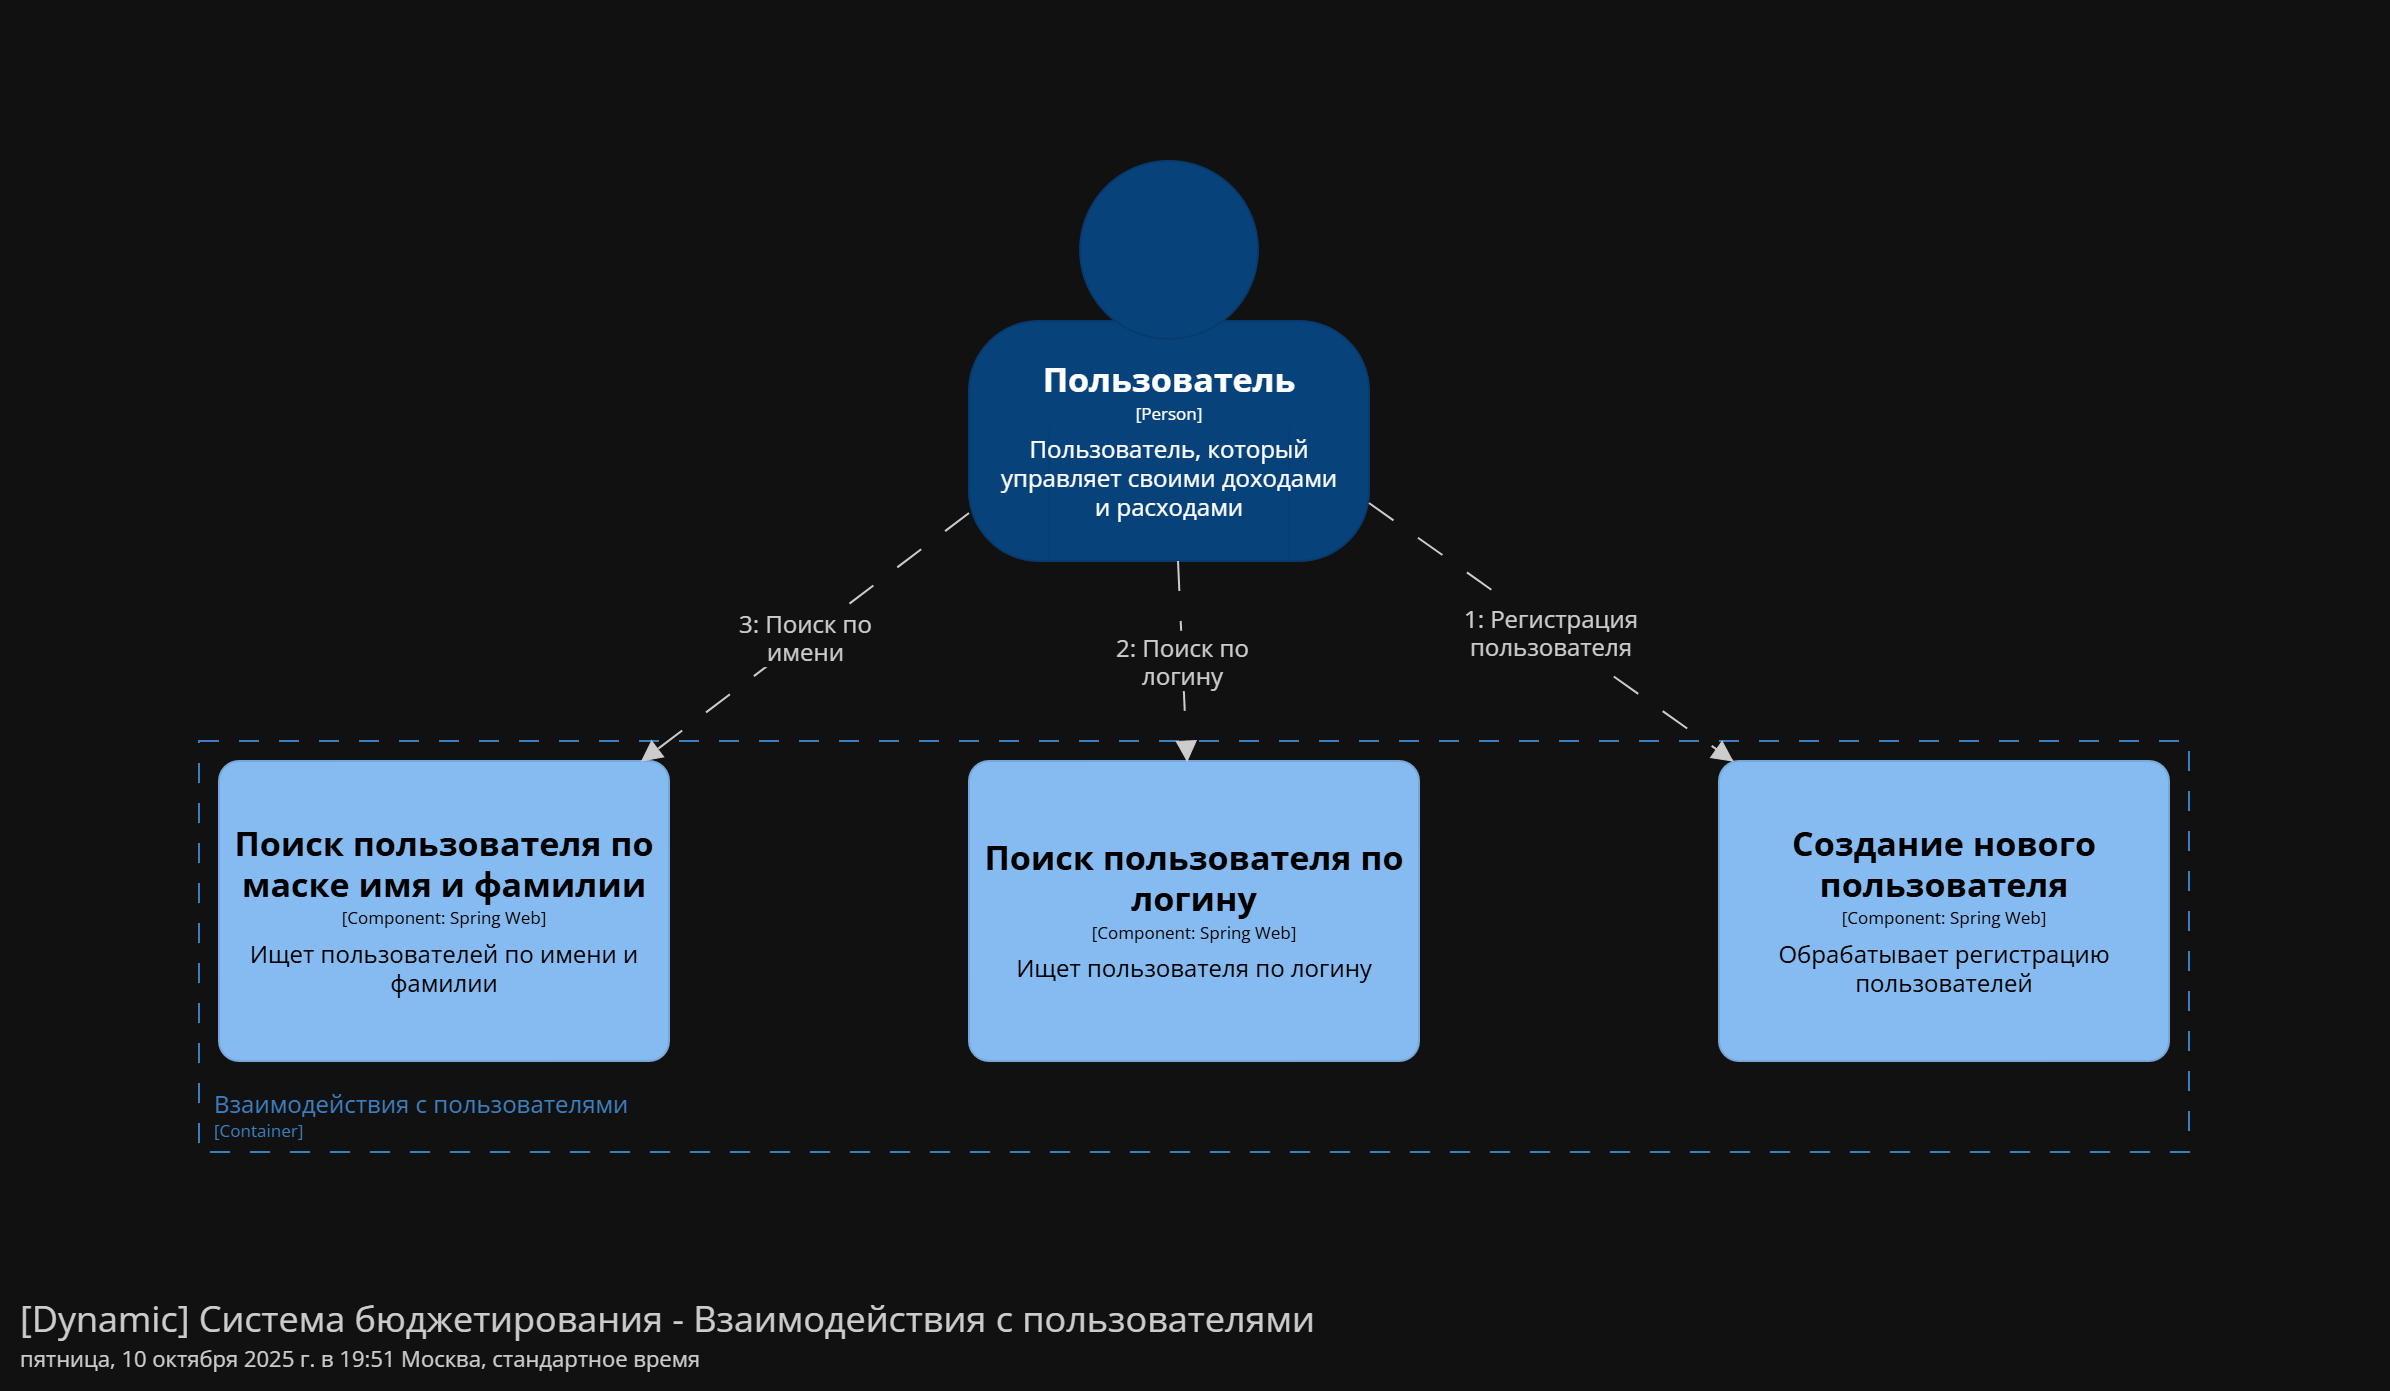 Пользователь
[Person]
Пользователь, который
управляет своими доходами
и расходами
3: Поиск по
имени
2: Поиск по
логину
1: Регистрация
пользователя
Поиск пользователя по
маске имя и фамилии
[Component: Spring Web]
Ищет пользователей по имени и
фамилии
Поиск пользователя по
логину
[Component: Spring Web]
Ищет пользователя по логину
Создание нового
пользователя
[Component: Spring Web]
Обрабатывает регистрацию
пользователей
Взаимодействия с пользователями
[Container]
[Dynamic] Система бюджетирования - Взаимодействия с пользователями
пятница, 10 октября 2025 г. в 19:51 Москва, стандартное время